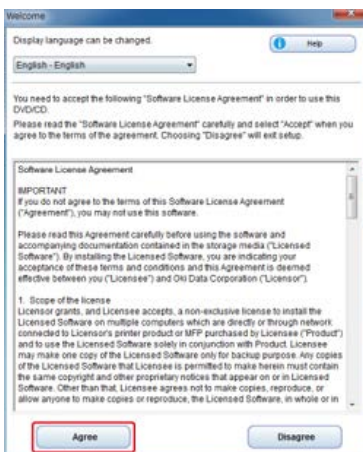 Welcome
Display language can be changed.
Help
English - English
You need to accept the following "Software License Agreement" in order to use this
DVD/CD.
Please read the "Software License Agreement" carefully and select "Accept" when you
agree to the terms of the agreement. Choosing "Disagree" will exit setup.
Software License Agreement
IMPORTANT
If you do not agree to the terms of this Software License Agreement
("Agreement"), you may not use this software.
Please read this Agreement carefully before using the software and
accompanying documentation contained in the storage media ("Licensed
Software"). By installing the Licensed Software, you are indicating your
acceptance of these terms and conditions and this Agreement is deemed
effective between you ("Licensee") and Oki Data Corporation ("Licensor").
1. Scope of the license
Licensor grants, and Licensee accepts, a non-exclusive license to install the
Licensed Software on multiple computers which are directly or through network
connected to Licensor's printer product or MFP purchased by Licensee ("Product")
and to use the Licensed Software solely in conjunction with Product. Licensee
may make one copy of the Licensed Software only for backup purpose. Any copies
of the Licensed Software that Licensee is permitted to make herein must contain
the same copyright and other proprietary notices that appear on or in Licensed
Software. Other than that, Licensee agrees not to make copies, reproduce, or
allow anyone to make copies or reproduce, the Licensed Software, in whole or in
Agree
Disagree